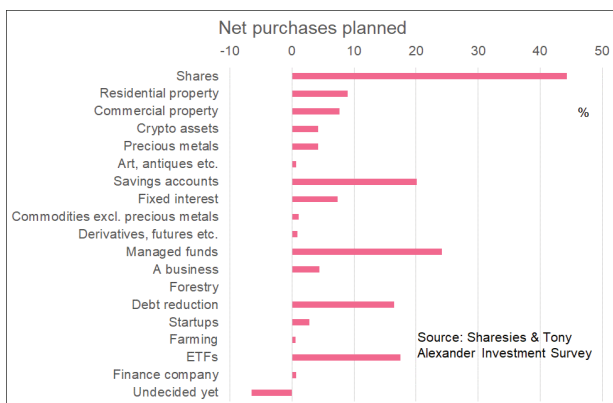 Net purchases planned
-10 0 10 20 30 40 50
Shares
Residential property
Commercial property
%
Crypto assets
Precious metals
Art, antiques etc.
Savings accounts
Fixed interest
Commodities excl. precious metals
Derivatives, futures etc.
Managed funds
A business
Forestry
Debt reduction
Startups
Farming
ETFs
Finance company
Undecided yet
Source: Sharesies & Tony
Alexander Investment Survey